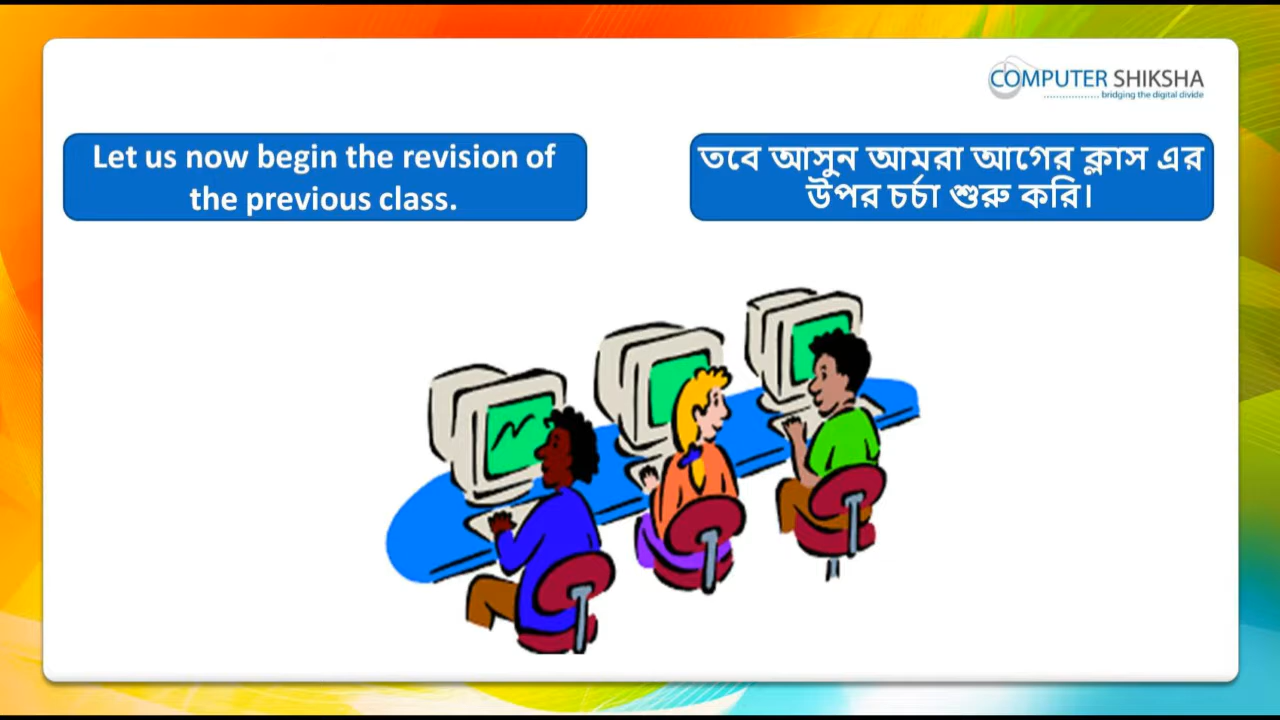 COMPUTER SHIKSHA
bridging the digital divide
Let us now begin the revision of
the previous class.
তবে আসুন আমরা আগের ক্লাস এর
উপর চর্চা শুরু করি।